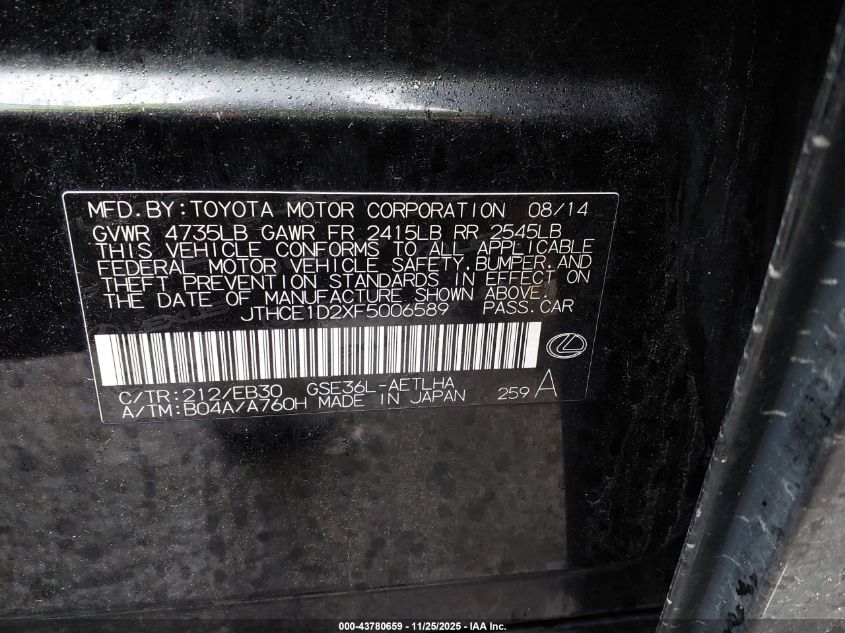 MFD.BY:TOYOTA MOTOR CORPORATION 08/14
GVWR 4735LB GAWR FR 2415LB RR 2545LB
THIS VEHICLE CONFORMS TO ALL APPLICABLE
FEDERAL MOTOR VEHICLE SAFETY,BUMPER,AND
THEFT PREVENTION STANDARDS IN EFFECT ON
THE DATE OF MANUFACTURE SHOWN ABOVE.
JTHCE1D2XF5006589 PASS.CAR
C/TR:212/EB30 GSE36L-AETLHA
A/TM:B04A/A760H MADE IN JAPAN 259 A
000-43780659 - 11/25/2025 - IAA Inc.